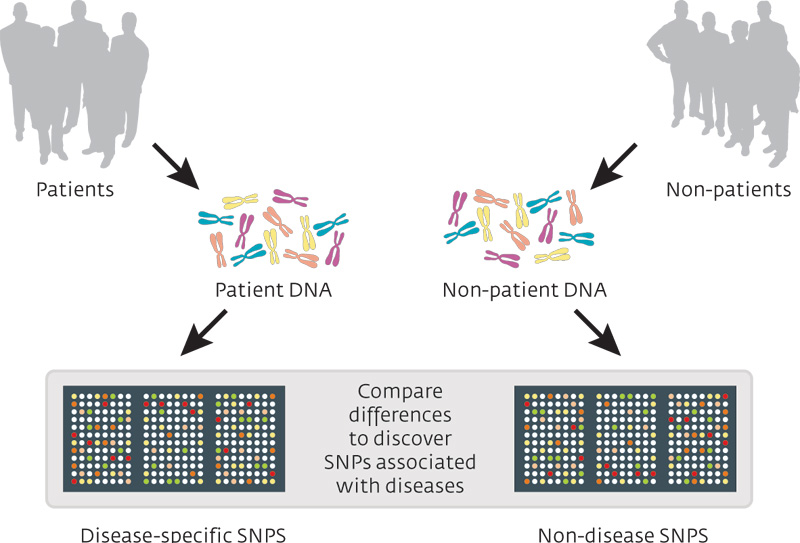 Patients
Non-patients
Patient DNA
Non-patient DNA
Compare
differences
to discover
SNPs associated
with diseases
Disease-specific SNPS
Non-disease SNPS